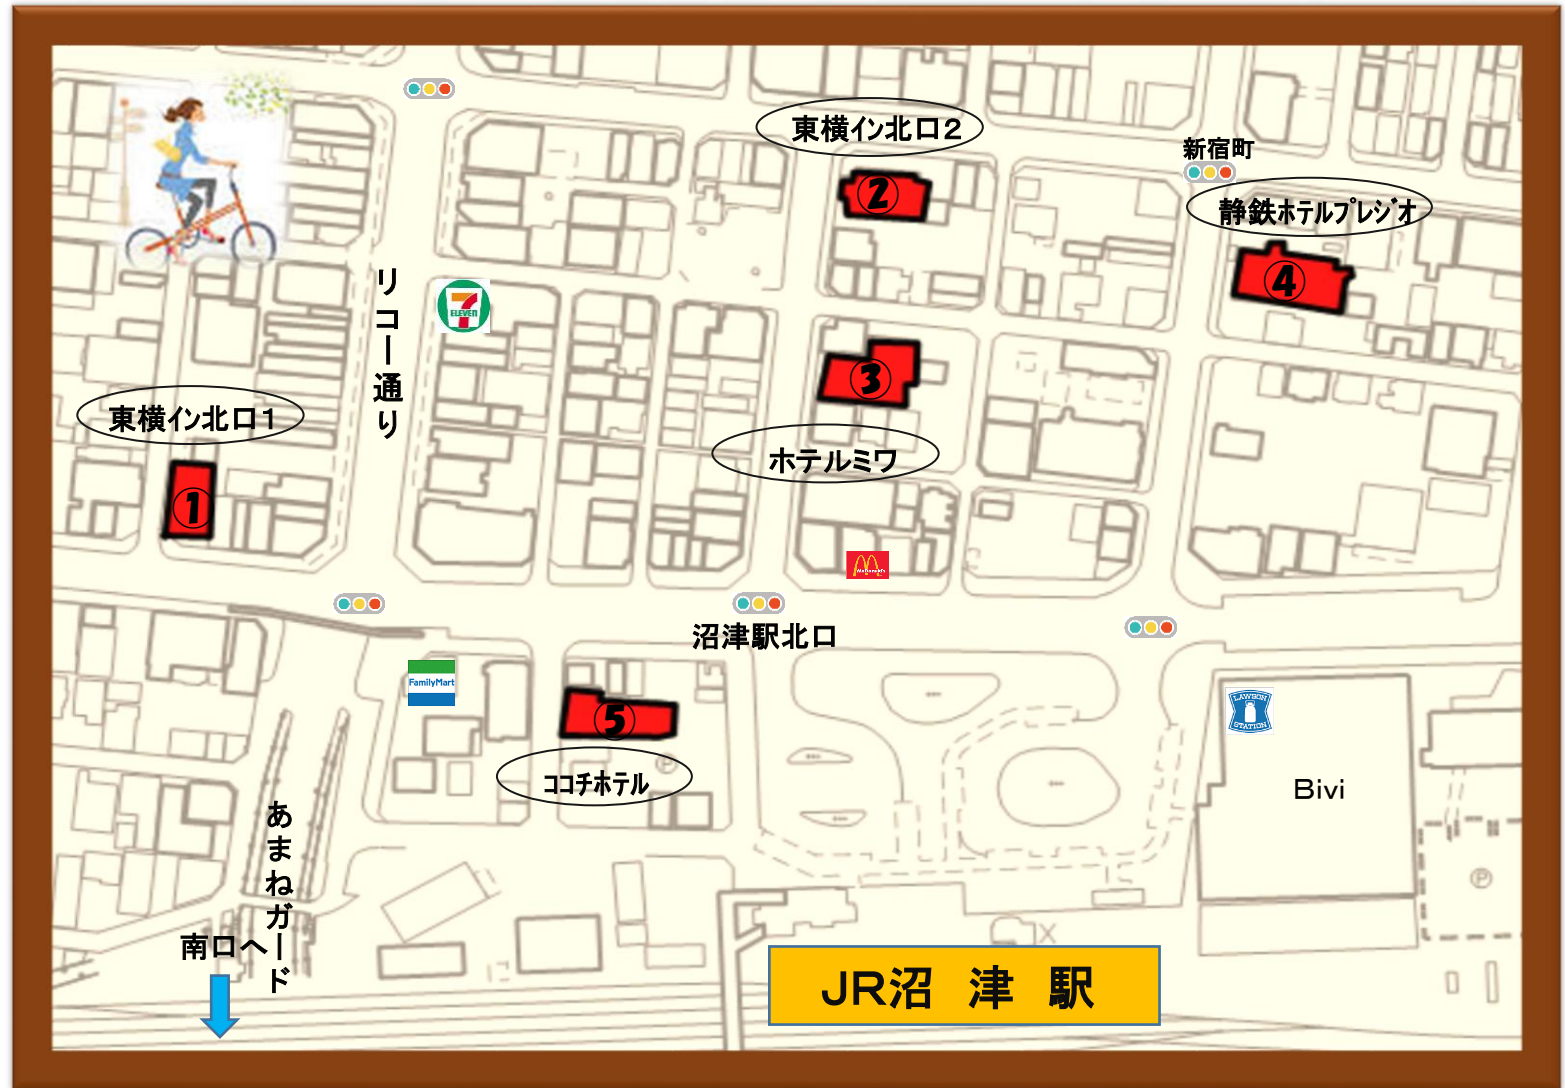 東横イン北口２
新宿町
②
静鉄ホテルプレジオ
④
リコー通り
7
ELEVEn
③
東横イン北口１
ホテルミワ
①
McDonald's
沼津駅北口
FamilyMart
LAWSON
STATION
⑤
P
ココチホテル
Bivi
あまねガード
P
南口へ
JR沼　津　駅